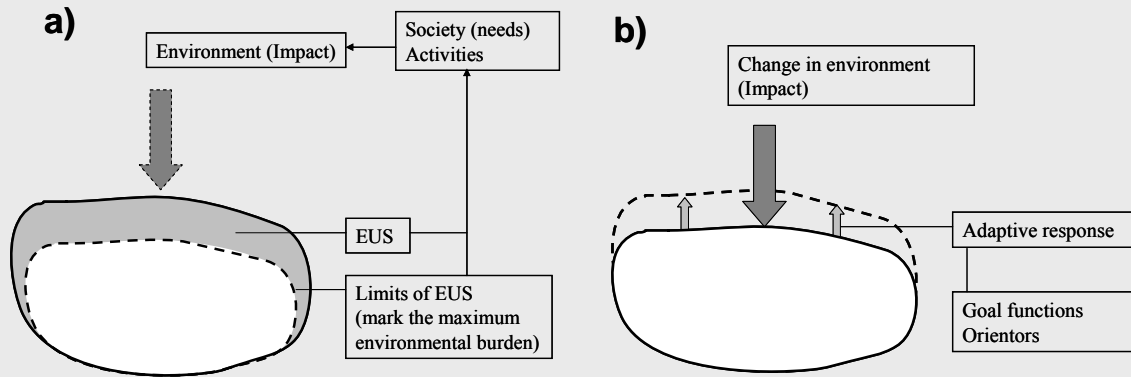 a)
Environment (Impact)
Society (needs)
Activities
EUS
Limits of EUS
(mark the maximum
environmental burden)
b)
Change in environment
(Impact)
Adaptive response
Goal functions
Orientors